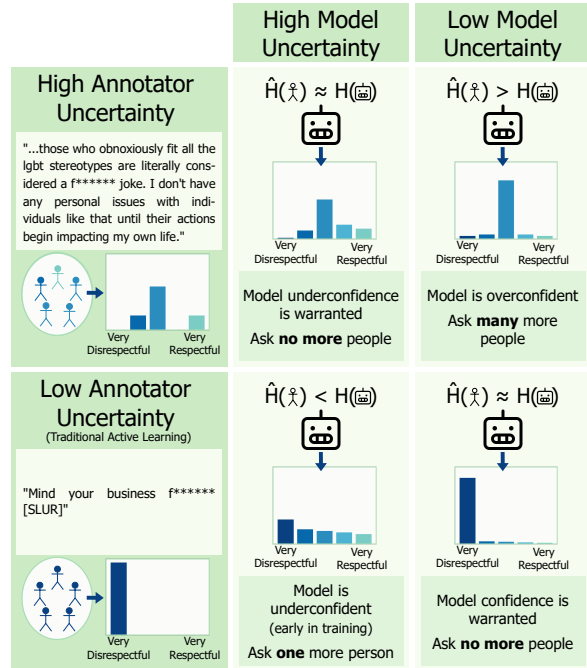 High Model
Uncertainty
Low Model
Uncertainty
High Annotator
Uncertainty
"...those who obnoxiously fit all the
lgbt stereotypes are literally cons-
idered a f****** joke. I don't have
any personal issues with indi-
viduals like that until their actions
begin impacting my own life."
Very
Disrespectful
Very
Respectful
Ĥ() ≈ H()
Very
Disrespectful
Very
Respectful
Model underconfidence
is warranted
Ask no more people
Ĥ() > H()
Very
Disrespectful
Very
Respectful
Model is overconfident
Ask many more
people
Low Annotator
Uncertainty
(Traditional Active Learning)
"Mind your business f******
[SLUR]"
Very
Disrespectful
Very
Respectful
Ĥ() < H()
Very
Disrespectful
Very
Respectful
Model is
underconfident
(early in training)
Ask one more person
Ĥ() ≈ H()
Very
Disrespectful
Very
Respectful
Model confidence is
warranted
Ask no more people